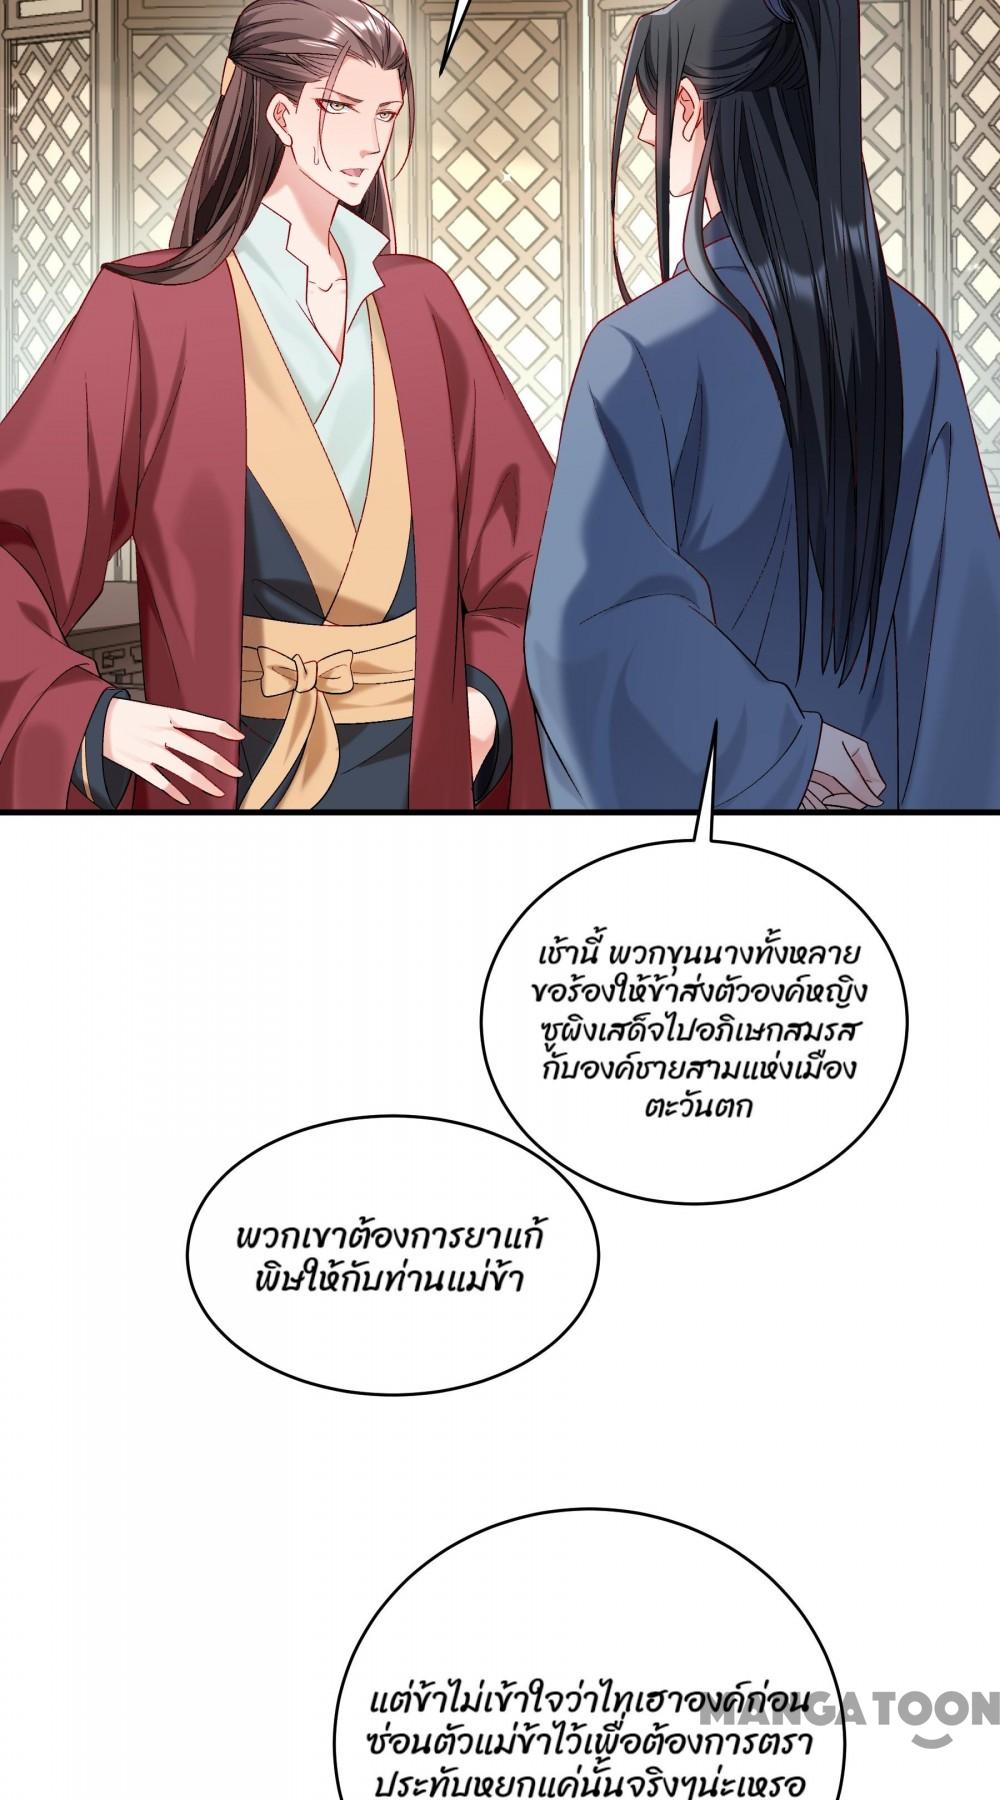 เช้านี้ พวกขุนนางทั้งหลาย
ขอร้องให้ข้าส่งตัวองค์หญิง
ซูผิงเสด็จไปอภิเษกสมรส
กับองค์ชายสามแห่งเมือง
ตะวันตก
พวกเขาต้องการยาแก้
พิษให้กับท่านแม่ข้า
แต่ข้าไม่เข้าใจว่าไทเฮาองค์ก่อน
ซ่อนตัวแม่ข้าไว้เพื่อต้องการตรา
ประทับหยกแค่นั้นจริงๆน่ะเหรอ
MANGATOON